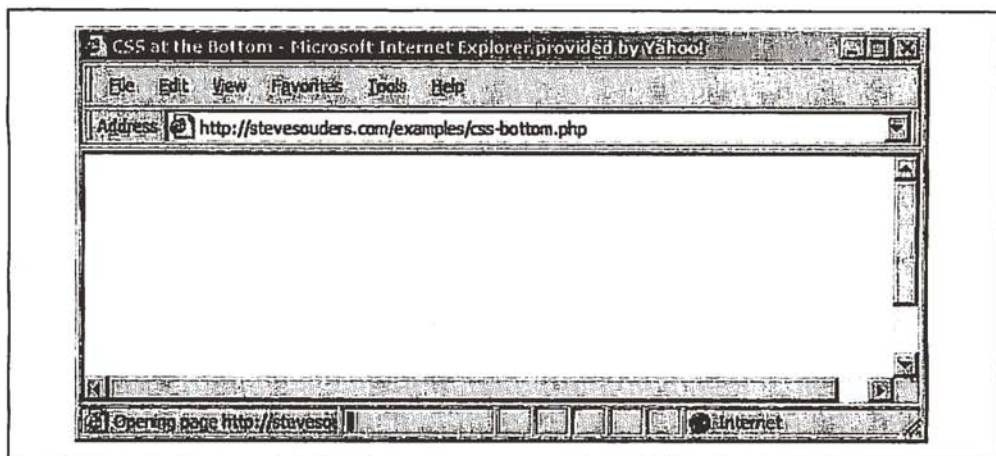 CSS at the Bottom - Microsoft Internet Explorer provided by Yahoo!
File Edit View Favorites Tools Help
Address http://stevesouders.com/examples/css-bottom.php
Opening page http://stevesou Internet